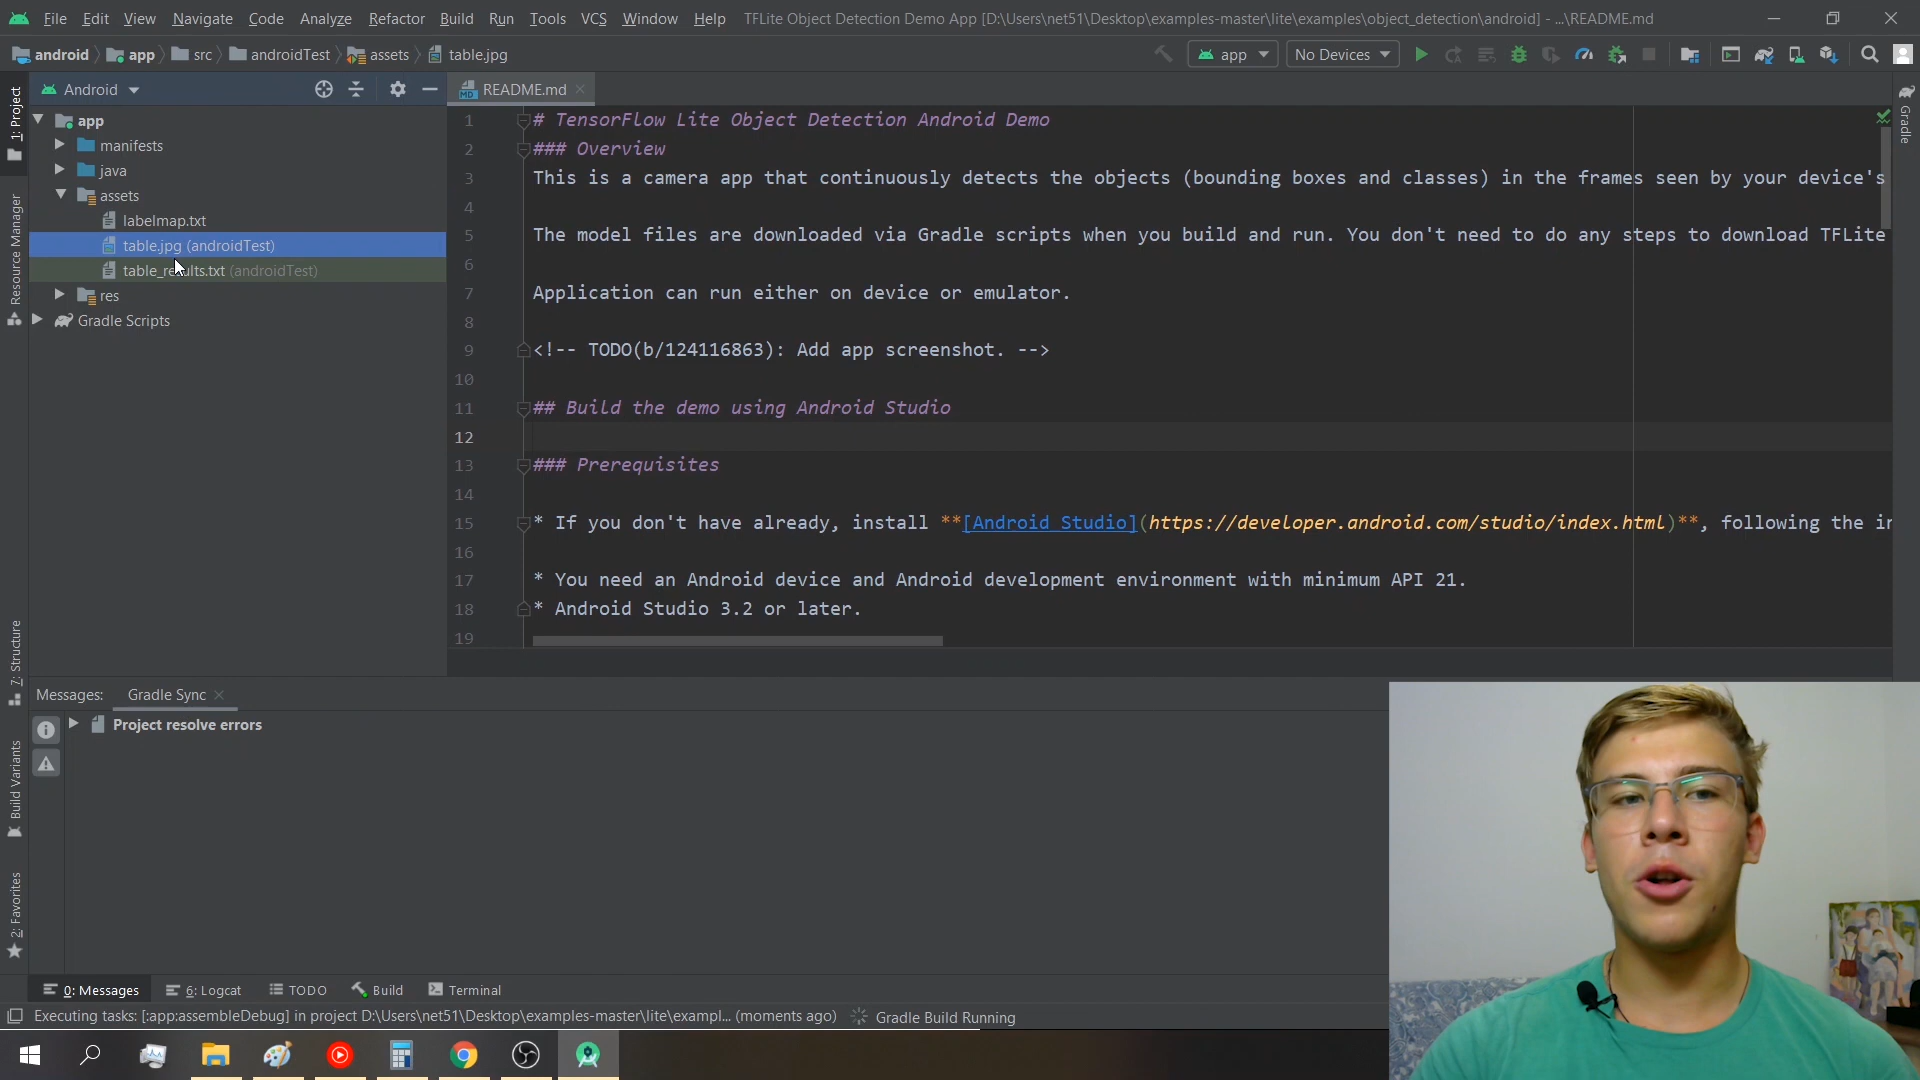 File Edit View Navigate Code Analyze Refactor Build Run Tools VCS Window Help TFLite Object Detection Demo App [D:\Users\net51\Desktop\examples-master\lite\examples\object_detection\android] - ...\README.md
android app src androidTest assets table.jpg app No Devices
Android README.md
1: Project
Resource Manager
7: Structure
Build Variants
2: Favorites
Gradle
app
manifests
java
assets
labelmap.txt
table.jpg (androidTest)
table_results.txt (androidTest)
res
Gradle Scripts
1 # TensorFlow Lite Object Detection Android Demo
2 ### Overview
3 This is a camera app that continuously detects the objects (bounding boxes and classes) in the frames seen by your device's
4
5 The model files are downloaded via Gradle scripts when you build and run. You don't need to do any steps to download TFLite
6
7 Application can run either on device or emulator.
8
9 <!-- TODO(b/124116863): Add app screenshot. -->
10
11 ## Build the demo using Android Studio
12
13 ### Prerequisites
14
15 * If you don't have already, install **[Android Studio](https://developer.android.com/studio/index.html)**, following the in
16
17 * You need an Android device and Android development environment with minimum API 21.
18 * Android Studio 3.2 or later.
19
Messages: Gradle Sync
Project resolve errors
0: Messages 6: Logcat TODO Build Terminal
Executing tasks: [:app:assembleDebug] in project D:\Users\net51\Desktop\examples-master\lite\exampl... (moments ago) Gradle Build Running